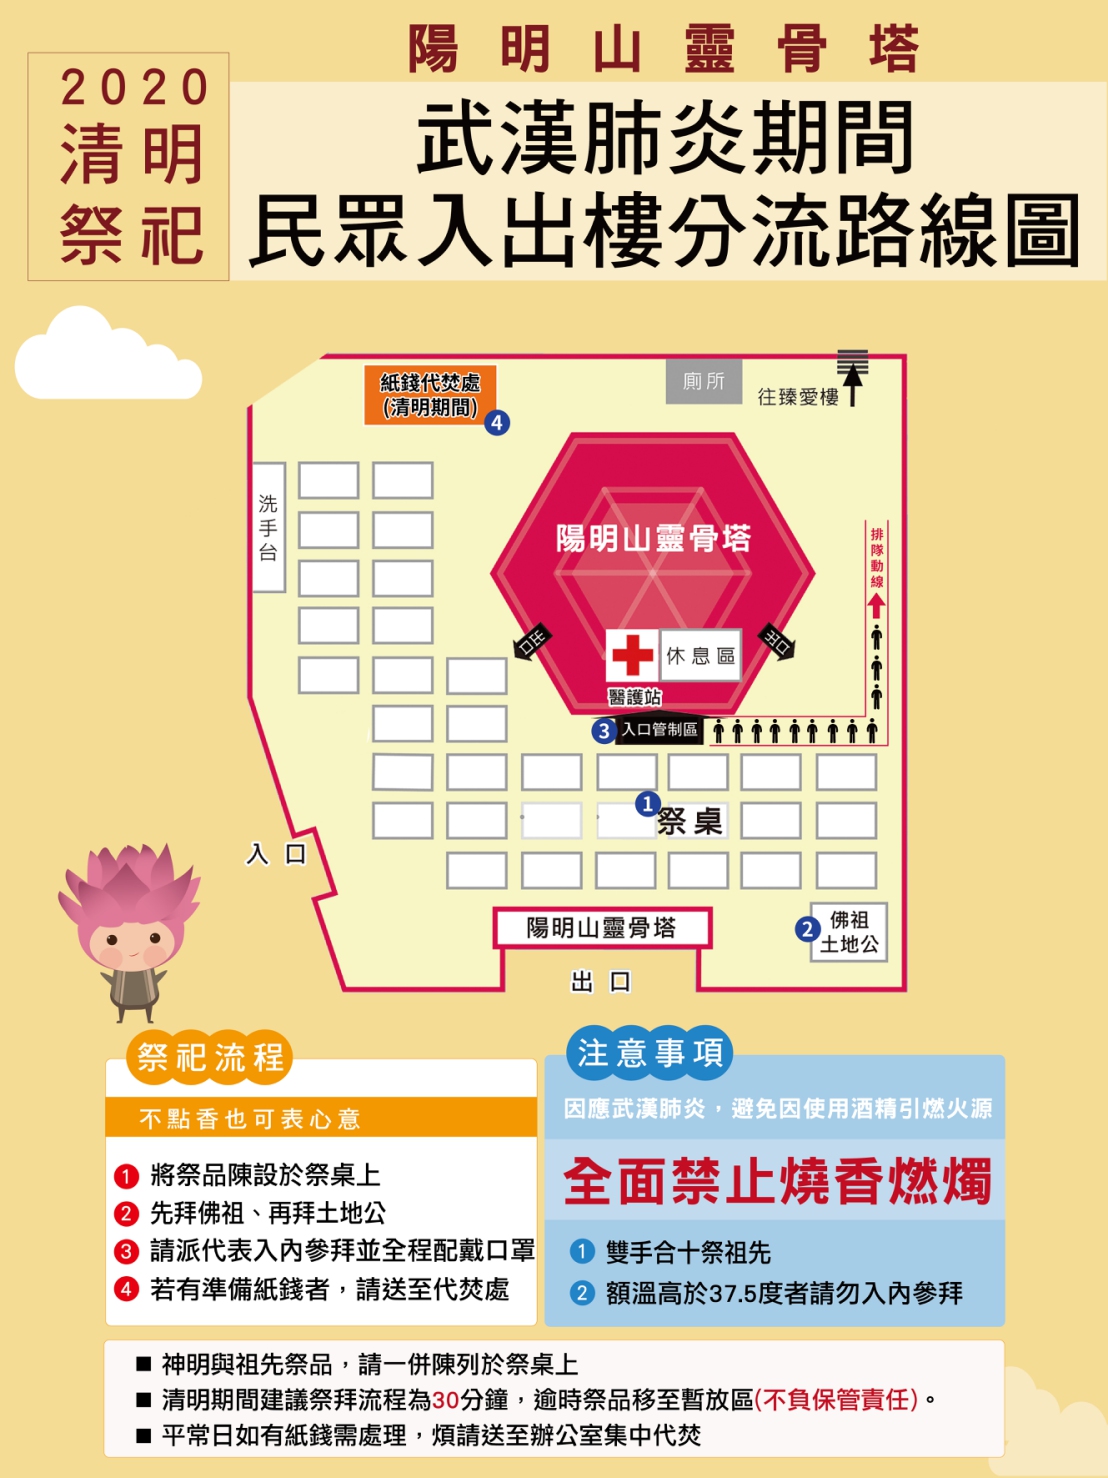 陽明山靈骨塔
2020
清明
祭祀
武漢肺炎期間
民眾入出樓分流路線圖
紙錢代焚處
(清明期間)
4
廁所
往臻愛樓
洗手台
陽明山靈骨塔
排隊動線
出口
出口
休息區
醫護站
3
入口管制區
1
祭桌
入口
陽明山靈骨塔
2
佛祖
土地公
出口
祭祀流程
不點香也可表心意
1 將祭品陳設於祭桌上
2 先拜佛祖、再拜土地公
3 請派代表入內參拜並全程配戴口罩
4 若有準備紙錢者，請送至代焚處
注意事項
因應武漢肺炎，避免因使用酒精引燃火源
全面禁止燒香燃燭
1 雙手合十祭祖先
2 額溫高於37.5度者請勿入內參拜
■ 神明與祖先祭品，請一併陳列於祭桌上
■ 清明期間建議祭拜流程為30分鐘，逾時祭品移至暫放區(不負保管責任)。
■ 平常日如有紙錢需處理，煩請送至辦公室集中代焚